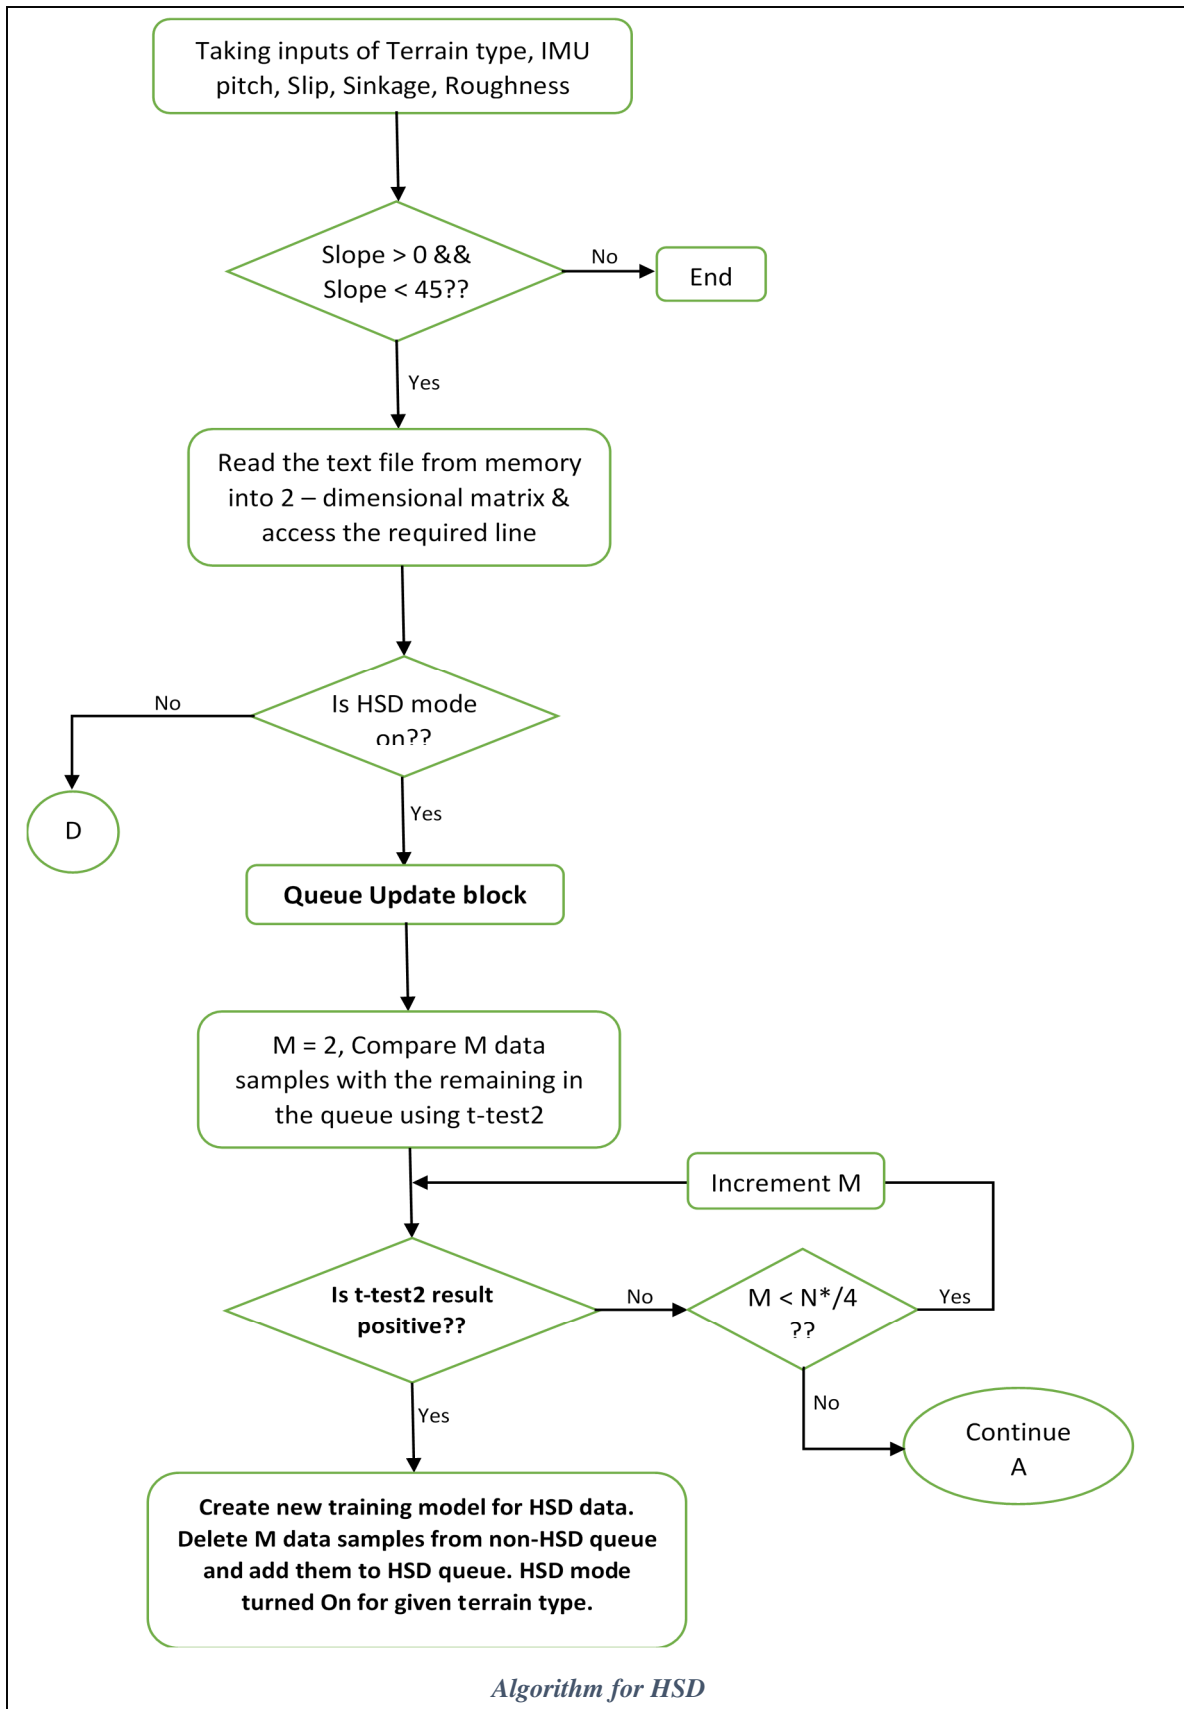 Taking inputs of Terrain type, IMU
pitch, Slip, Sinkage, Roughness
Slope > 0 &&
Slope < 45??
No
End
Yes
Read the text file from memory
into 2 – dimensional matrix &
access the required line
Is HSD mode
on??
No
D
Yes
Queue Update block
M = 2, Compare M data
samples with the remaining in
the queue using t-test2
Increment M
Is t-test2 result
positive??
No
M < N*/4
??
Yes
No
Continue
A
Yes
Create new training model for HSD data.
Delete M data samples from non-HSD queue
and add them to HSD queue. HSD mode
turned On for given terrain type.
Algorithm for HSD